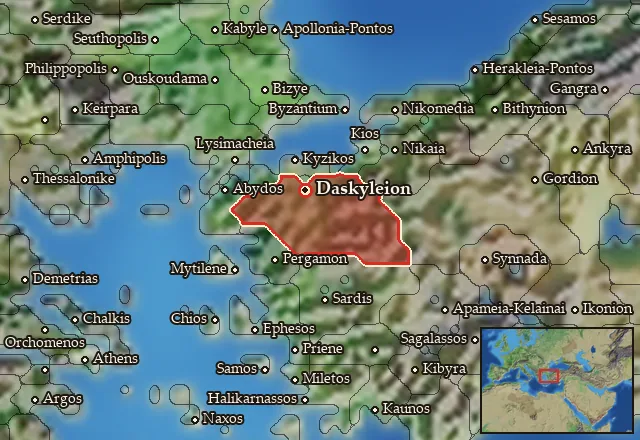 Serdike
Sesamos
Kabyle
Apollonia-Pontos
Seuthopolis
Philippopolis
Herakleia-Pontos
Ouskoudama
Gangra
Bizye
Keirpara
Byzantium
Nikomedia
Bithynion
Kios
Lysimacheia
Nikaia
Ankyra
Amphipolis
Kyzikos
Thessalonike
Gordion
Abydos
Daskyleion
Pergamon
Synnada
Mytilene
Demetrias
Sardis
Apameia-Kelainai
Ikonion
Chalkis
Chios
Ephesos
Orchomenos
Sagalassos
Priene
Athens
Samos
Kibyra
Miletos
Argos
Halikarnassos
Kaunos
Naxos